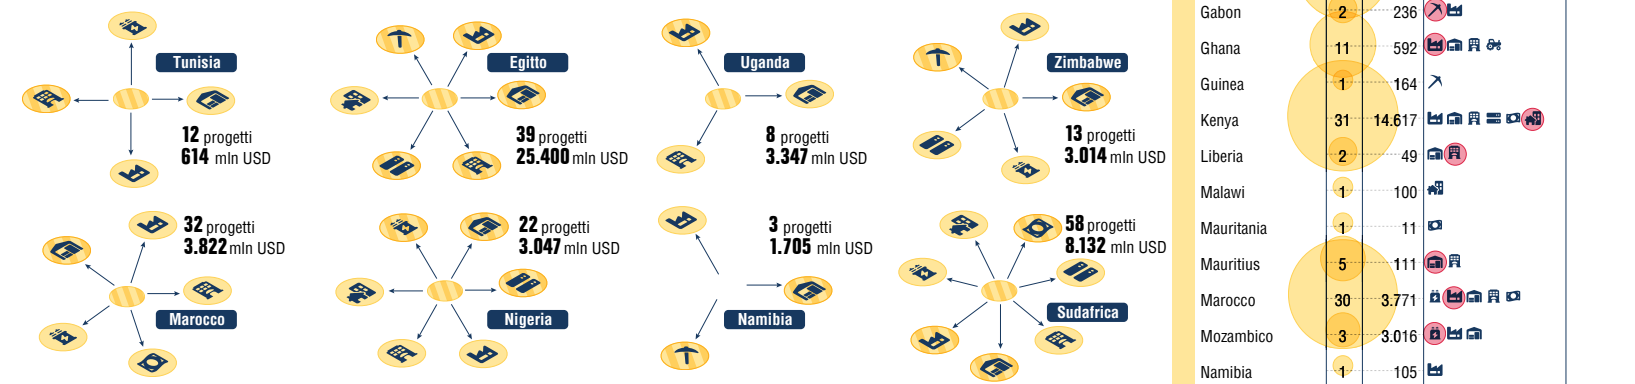 Tunisia
12 progetti
614 mln USD
Egitto
39 progetti
25.400 mln USD
Uganda
8 progetti
3.347 mln USD
Zimbabwe
13 progetti
3.014 mln USD
Marocco
32 progetti
3.822 mln USD
Nigeria
22 progetti
3.047 mln USD
Namibia
3 progetti
1.705 mln USD
Sudafrica
58 progetti
8.132 mln USD
Gabon 2 236
Ghana 11 592
Guinea 1 164
Kenya 31 14.617
Liberia 2 49
Malawi 1 100
Mauritania 1 11
Mauritius 5 111
Marocco 30 3.771
Mozambico 3 3.016
Namibia 1 105